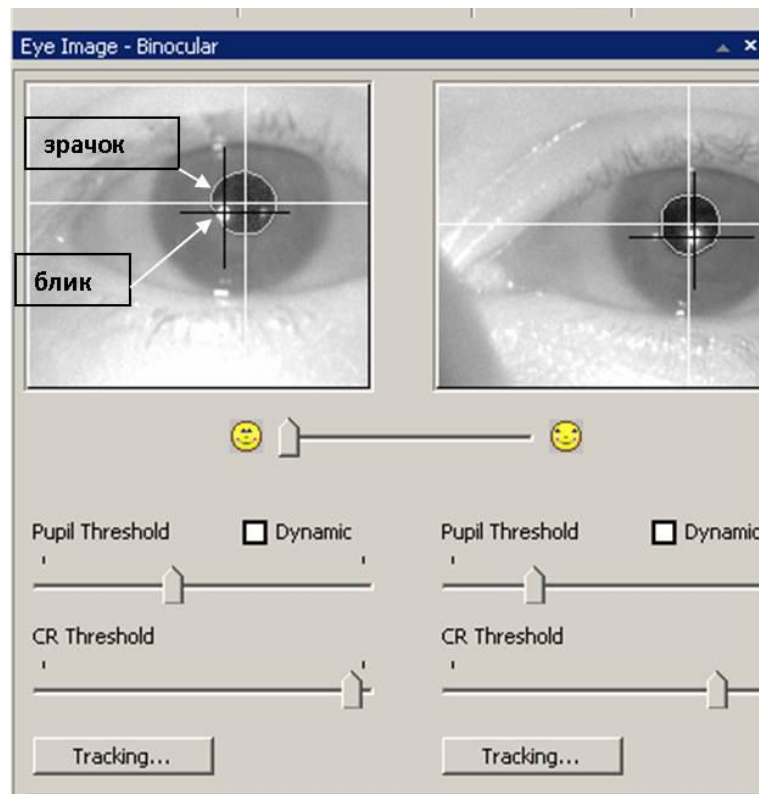 Eye Image - Binocular
зрачок
блик
Pupil Threshold Dynamic Pupil Threshold Dynamic
CR Threshold CR Threshold
Tracking... Tracking...